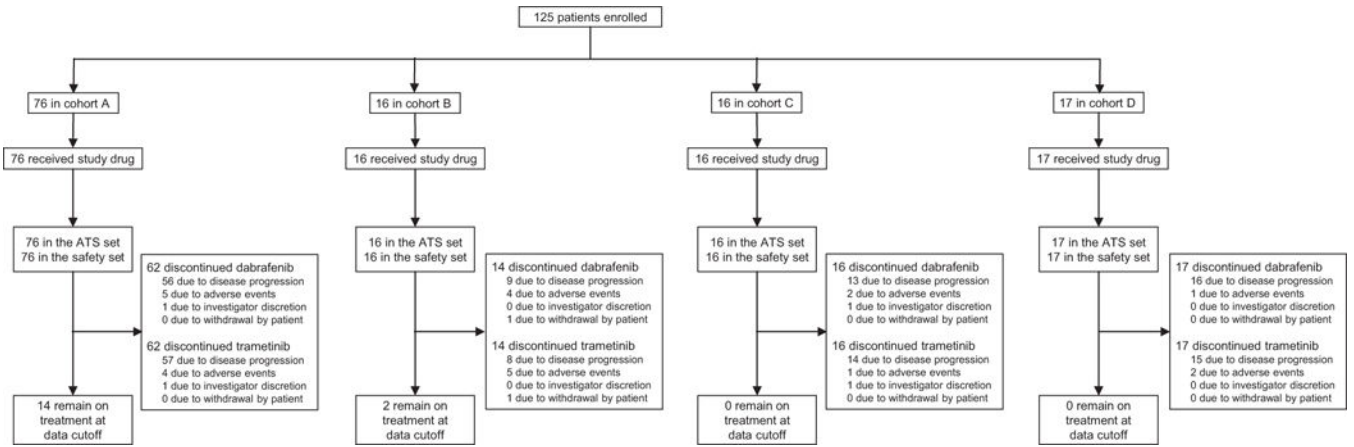 125 patients enrolled
76 in cohort A
16 in cohort B
16 in cohort C
17 in cohort D
76 received study drug
16 received study drug
16 received study drug
17 received study drug
76 in the ATS set
76 in the safety set
16 in the ATS set
16 in the safety set
16 in the ATS set
16 in the safety set
17 in the ATS set
17 in the safety set
62 discontinued dabrafenib
56 due to disease progression
5 due to adverse events
1 due to investigator discretion
0 due to withdrawal by patient
62 discontinued trametinib
57 due to disease progression
4 due to adverse events
1 due to investigator discretion
0 due to withdrawal by patient
14 discontinued dabrafenib
9 due to disease progression
4 due to adverse events
0 due to investigator discretion
1 due to withdrawal by patient
14 discontinued trametinib
8 due to disease progression
5 due to adverse events
0 due to investigator discretion
1 due to withdrawal by patient
16 discontinued dabrafenib
13 due to disease progression
2 due to adverse events
1 due to investigator discretion
0 due to withdrawal by patient
16 discontinued trametinib
14 due to disease progression
1 due to adverse events
1 due to investigator discretion
0 due to withdrawal by patient
17 discontinued dabrafenib
16 due to disease progression
1 due to adverse events
0 due to investigator discretion
0 due to withdrawal by patient
17 discontinued trametinib
15 due to disease progression
2 due to adverse events
0 due to investigator discretion
0 due to withdrawal by patient
14 remain on
treatment at
data cutoff
2 remain on
treatment at
data cutoff
0 remain on
treatment at
data cutoff
0 remain on
treatment at
data cutoff